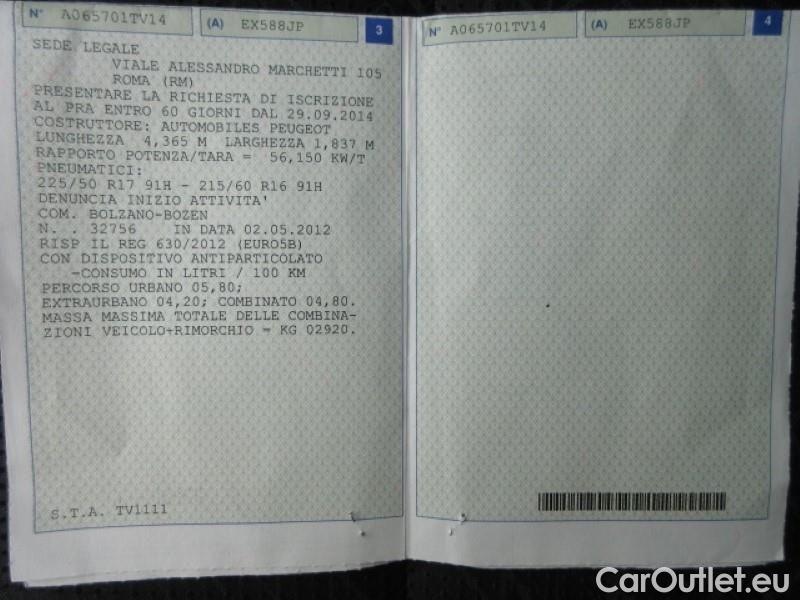 N° A065701TV14 (A) EX588JP 3
SEDE LEGALE
VIALE ALESSANDRO MARCHETTI 105
ROMA (RM)
PRESENTARE LA RICHIESTA DI ISCRIZIONE
AL PRA ENTRO 60 GIORNI DAL 29.09.2014
COSTRUTTORE: AUTOMOBILES PEUGEOT
LUNGHEZZA 4,365 M LARGHEZZA 1,837 M
RAPPORTO POTENZA/TARA = 56,150 KW/T
PNEUMATICI:
225/50 R17 91H - 215/60 R16 91H
DENUNCIA INIZIO ATTIVITA'
COM. BOLZANO-BOZEN
N. . 32756 IN DATA 02.05.2012
RISP IL REG 630/2012 (EURO5B)
CON DISPOSITIVO ANTIPARTICOLATO
-CONSUMO IN LITRI / 100 KM
PERCORSO URBANO 05,80;
EXTRAURBANO 04,20; COMBINATO 04,80.
MASSA MASSIMA TOTALE DELLE COMBINA-
ZIONI VEICOLO+RIMORCHIO = KG 02920.
S.T.A. TV1111
N° A065701TV14 (A) EX588JP 4
CarOutlet.eu